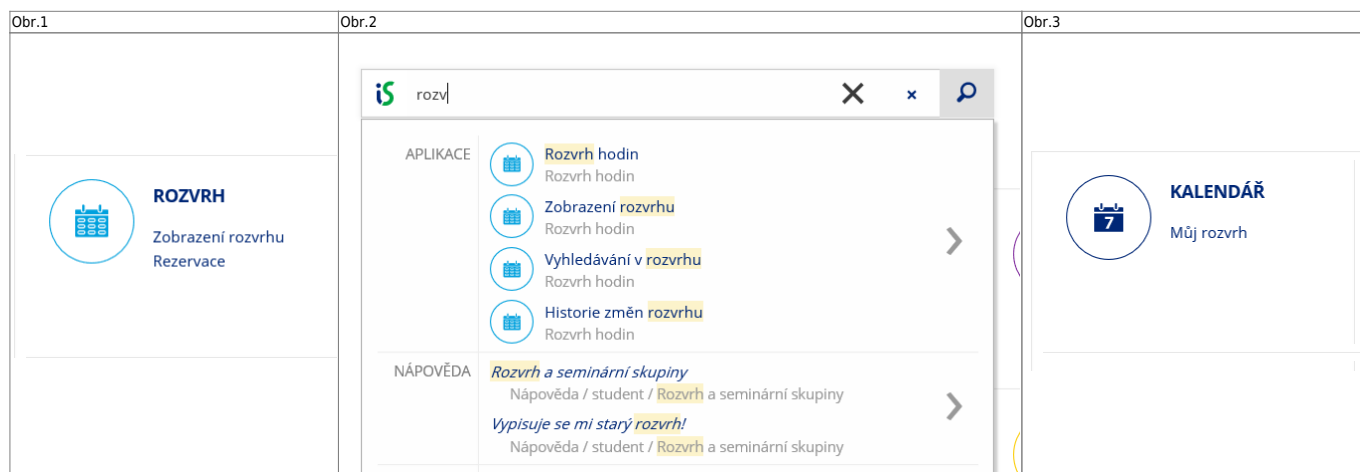 Obr.1
ROZVRH
Zobrazení rozvrhu
Rezervace
Obr.2
iS rozv
APLIKACE
Rozvrh hodin
Rozvrh hodin
Zobrazení rozvrhu
Rozvrh hodin
Vyhledávání v rozvrhu
Rozvrh hodin
Historie změn rozvrhu
Rozvrh hodin
NÁPOVĚDA
Rozvrh a seminární skupiny
Nápověda / student / Rozvrh a seminární skupiny
Vypisuje se mi starý rozvrh!
Nápověda / student / Rozvrh a seminární skupiny
Obr.3
7
KALENDÁŘ
Můj rozvrh